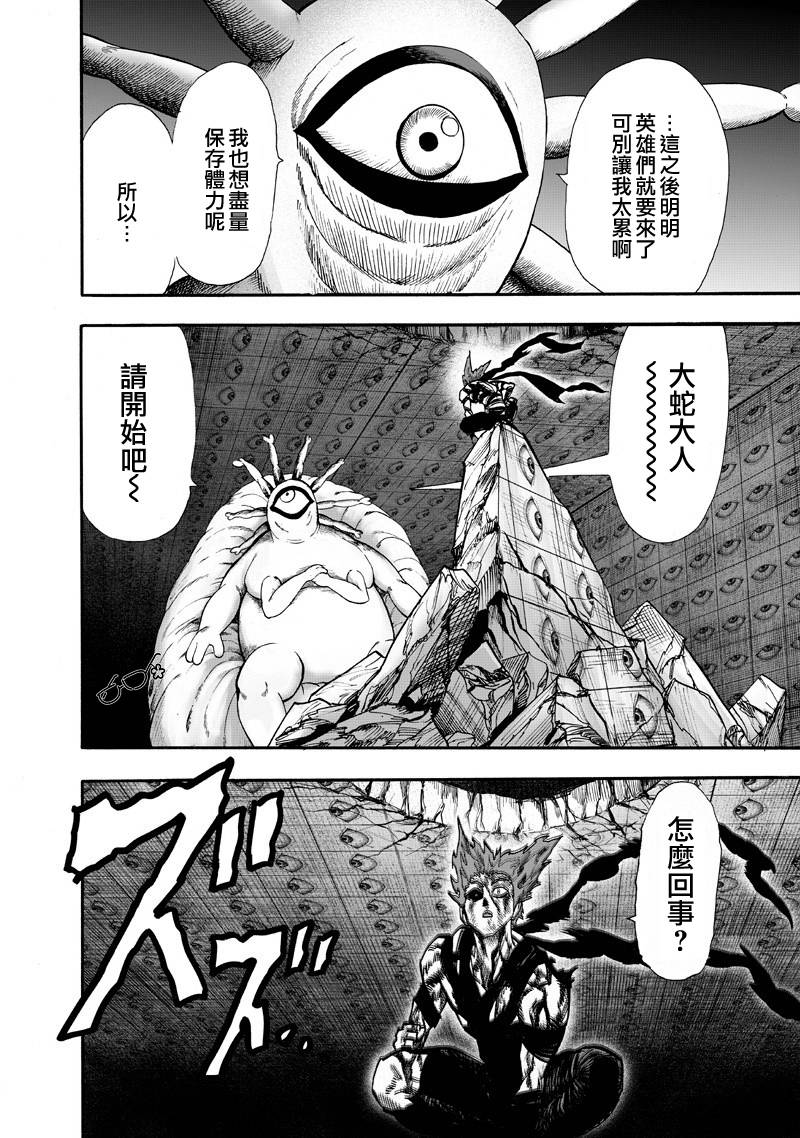 …這之後明明
英雄們就要來了
可別讓我太累啊
我也想盡量
保存體力呢
所以…
大蛇大人～
請開始吧～
怎麼回事？
ズズ…